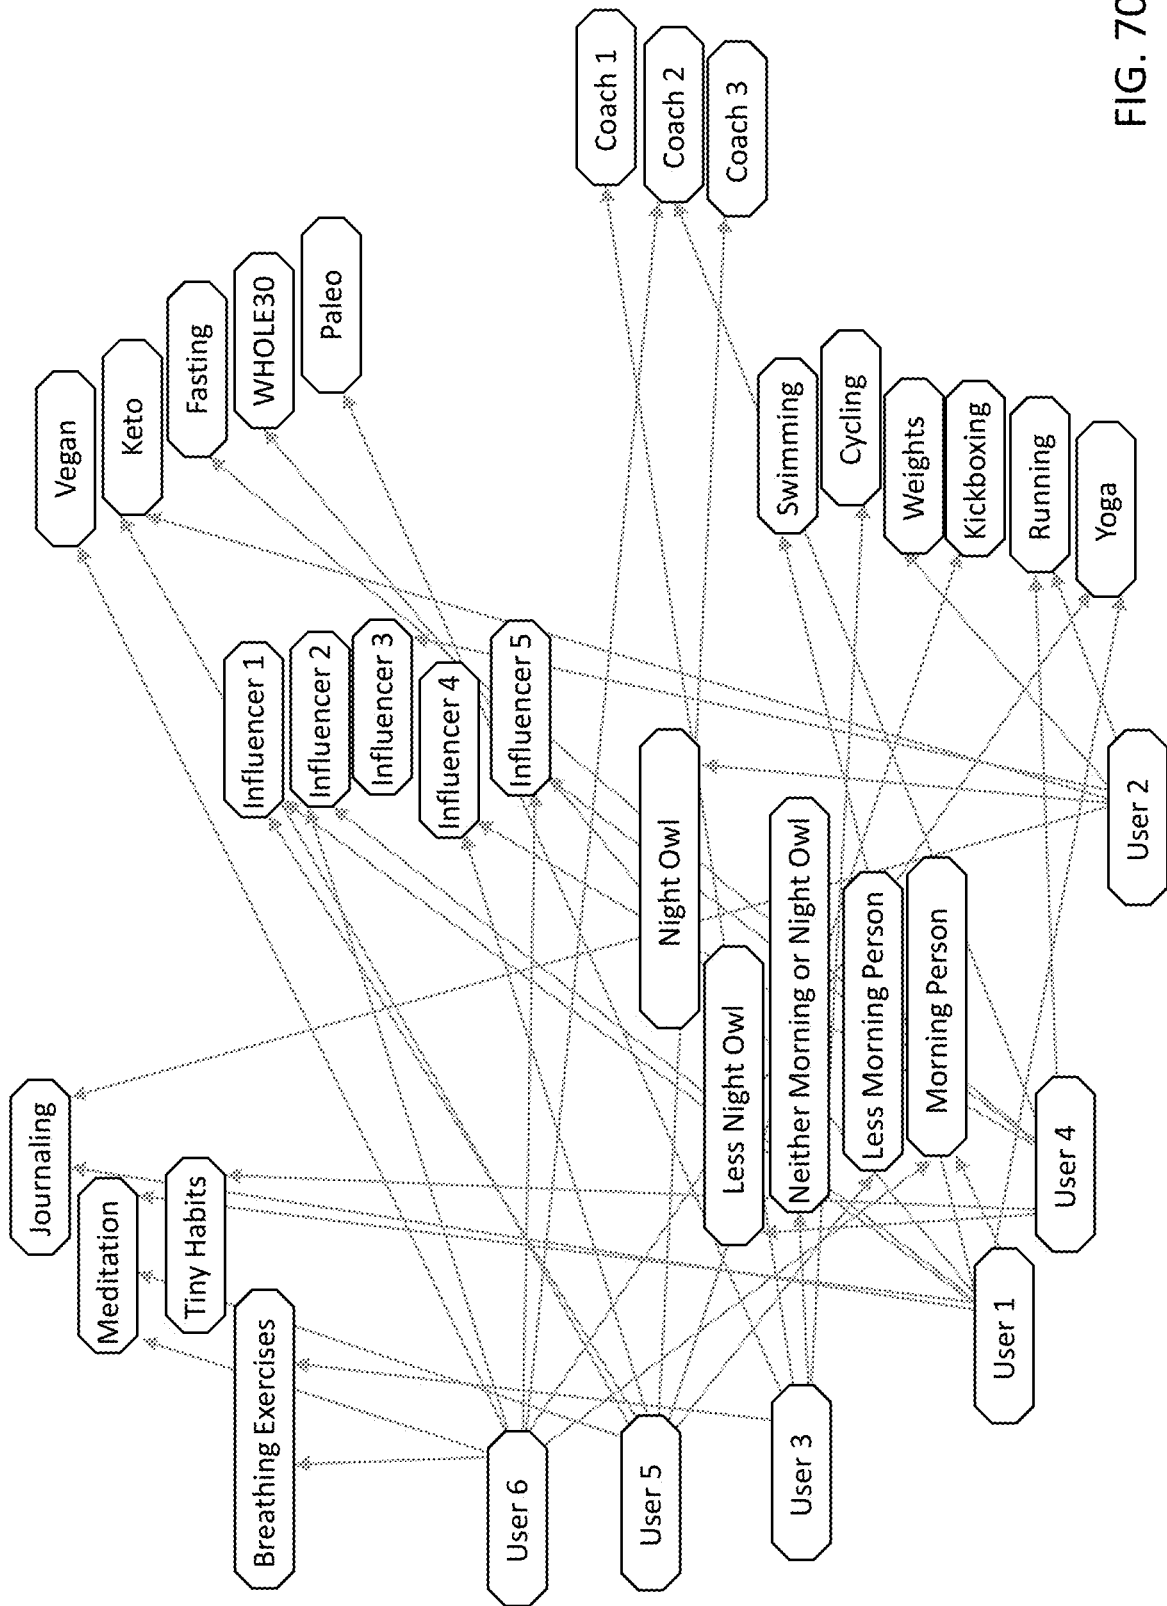 Journaling
Meditation
Tiny Habits
Breathing Exercises
Vegan
Keto
Fasting
WHOLE30
Paleo
Influencer 1
Influencer 2
Influencer 3
Influencer 4
Influencer 5
Coach 1
Coach 2
Coach 3
Night Owl
Less Night Owl
Neither Morning or Night Owl
Less Morning Person
Morning Person
Swimming
Cycling
Weights
Kickboxing
Running
Yoga
User 6
User 5
User 3
User 1
User 4
User 2